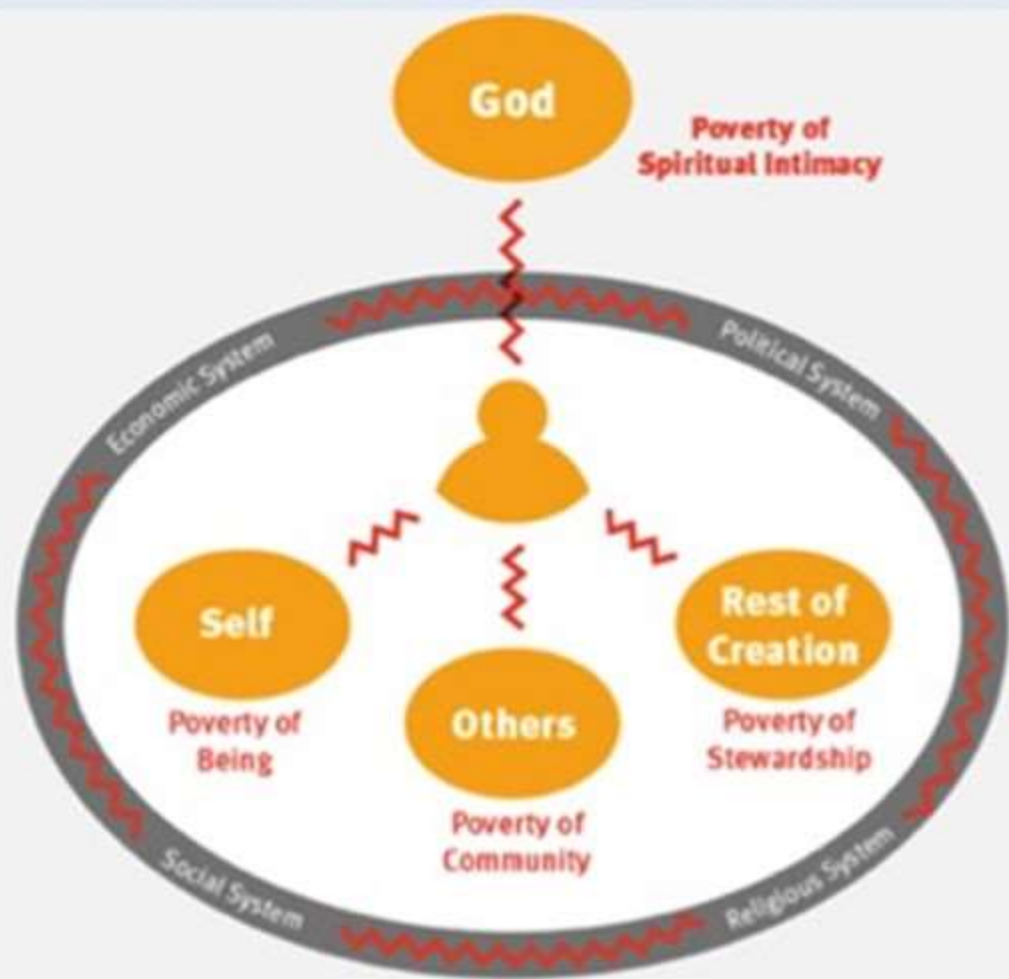 God
Poverty of
Spiritual Intimacy
Economic System
Political System
Self
Poverty of
Being
Others
Poverty of
Community
Rest of
Creation
Poverty of
Stewardship
Social System
Religious System